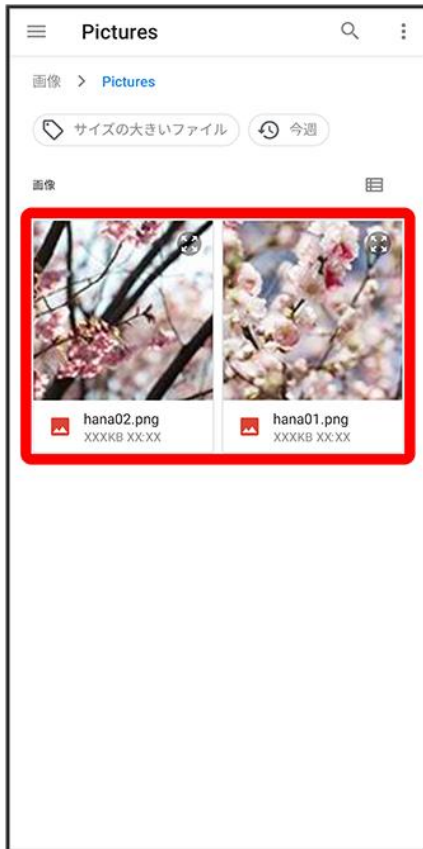 Pictures
画像 > Pictures
サイズの大きいファイル 今週
画像
hana02.png hana01.png
XXXKB XX:XX XXXKB XX:XX